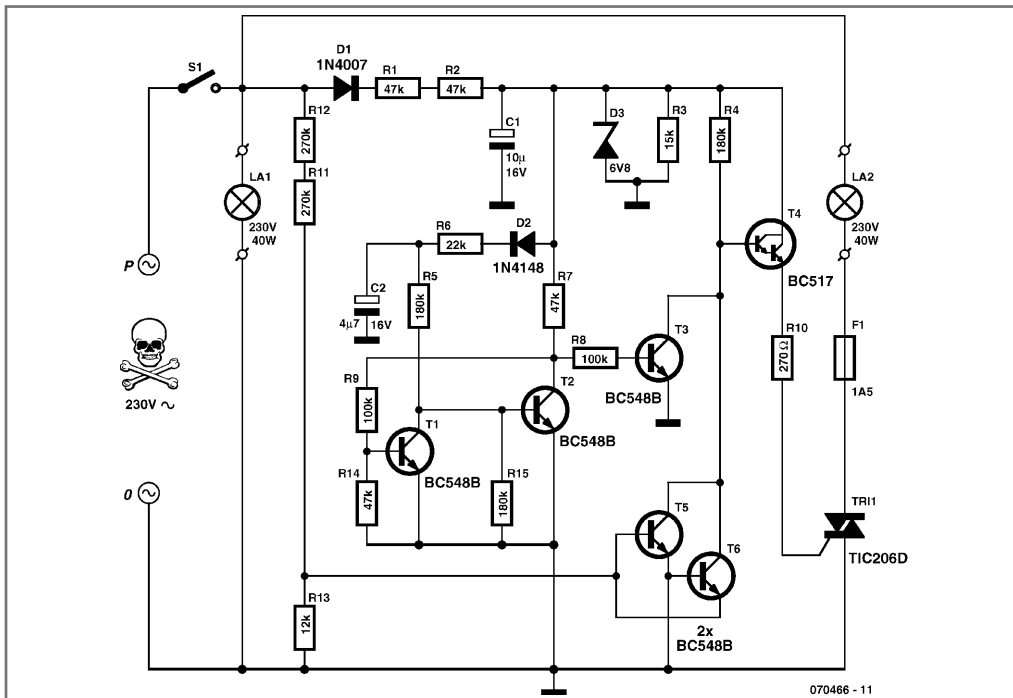 S1
D1
1N4007
R1
47k
R2
47k
R12
270k
R11
270k
LA1
230V
40W
C1
10µ
16V
D3
6V8
R3
15k
R4
180k
LA2
230V
40W
T4
BC517
R6
22k
D2
1N4148
C2
4µ7
16V
R5
180k
R7
47k
P
R8
100k
T3
BC548B
R10
270Ω
F1
1A5
230V ~
R9
100k
T1
BC548B
T2
BC548B
R14
47k
R15
180k
0
T5
T6
2x
BC548B
TRI1
TIC206D
R13
12k
070466 - 11